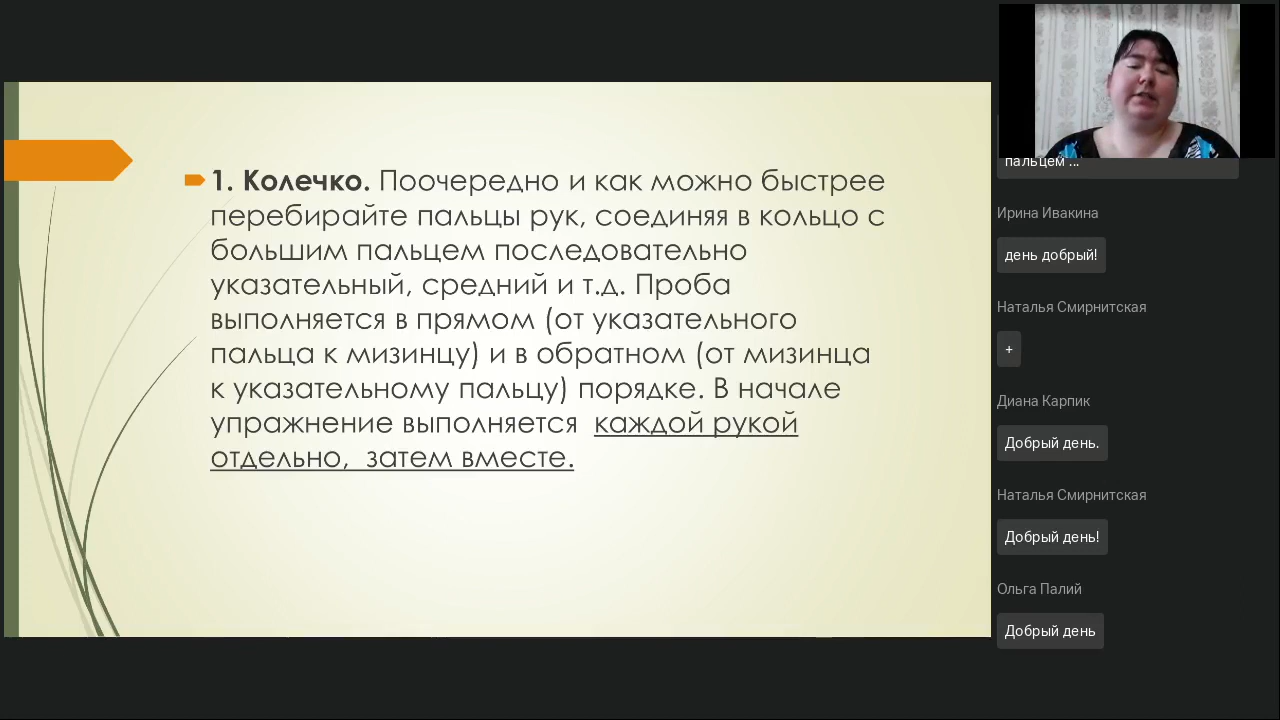 1. Колечко. Поочередно и как можно быстрее
перебирайте пальцы рук, соединяя в кольцо с
большим пальцем последовательно
указательный, средний и т.д. Проба
выполняется в прямом (от указательного
пальца к мизинцу) и в обратном (от мизинца
к указательному пальцу) порядке. В начале
упражнение выполняется каждой рукой
отдельно, затем вместе.
пальцем ...
Ирина Ивакина
день добрый!
Наталья Смирнитская
+
Диана Карпик
Добрый день.
Наталья Смирнитская
Добрый день!
Ольга Палий
Добрый день